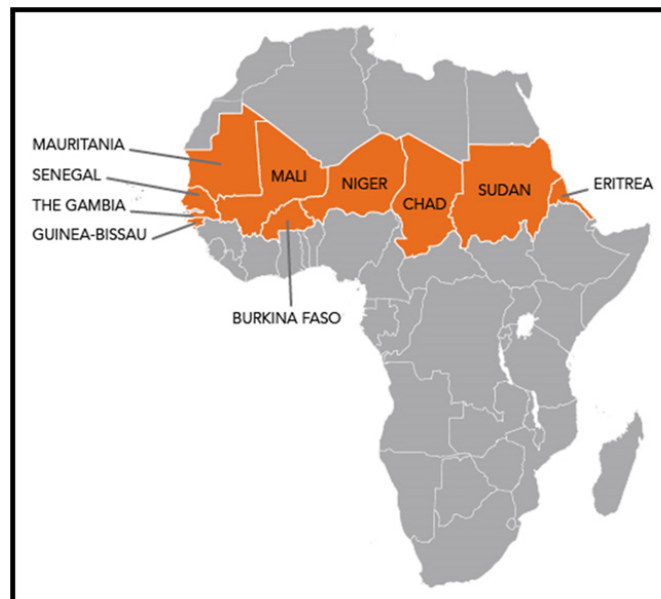 MAURITANIA
SENEGAL
THE GAMBIA
GUINEA-BISSAU
MALI
NIGER
CHAD
SUDAN
ERITREA
BURKINA FASO